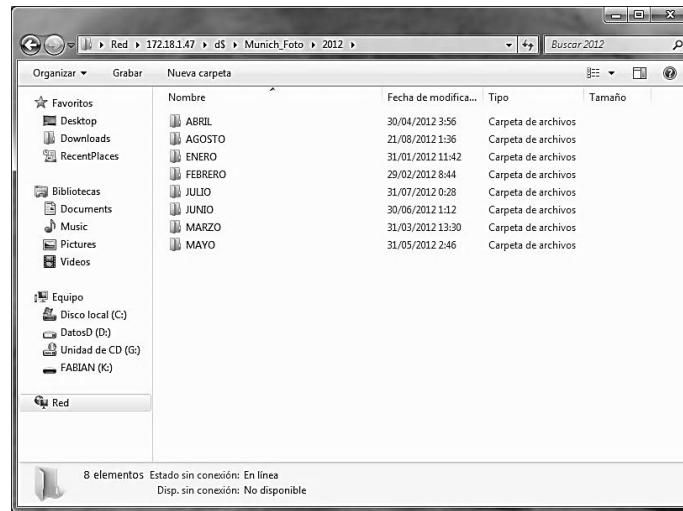 Red ▸ 172.18.1.47 ▸ d$ ▸ Munich_Foto ▸ 2012 ▸
Buscar 2012
Organizar Grabar Nueva carpeta
Favoritos
Desktop
Downloads
RecentPlaces
Bibliotecas
Documents
Music
Pictures
Videos
Equipo
Disco local (C:)
DatosD (D:)
Unidad de CD (G:)
FABIAN (K:)
Red
Nombre Fecha de modifica... Tipo Tamaño
ABRIL 30/04/2012 3:56 Carpeta de archivos
AGOSTO 21/08/2012 1:36 Carpeta de archivos
ENERO 31/01/2012 11:42 Carpeta de archivos
FEBRERO 29/02/2012 8:44 Carpeta de archivos
JULIO 31/07/2012 0:28 Carpeta de archivos
JUNIO 30/06/2012 1:12 Carpeta de archivos
MARZO 31/03/2012 13:30 Carpeta de archivos
MAYO 31/05/2012 2:46 Carpeta de archivos
8 elementos Estado sin conexión: En línea
Disp. sin conexión: No disponible